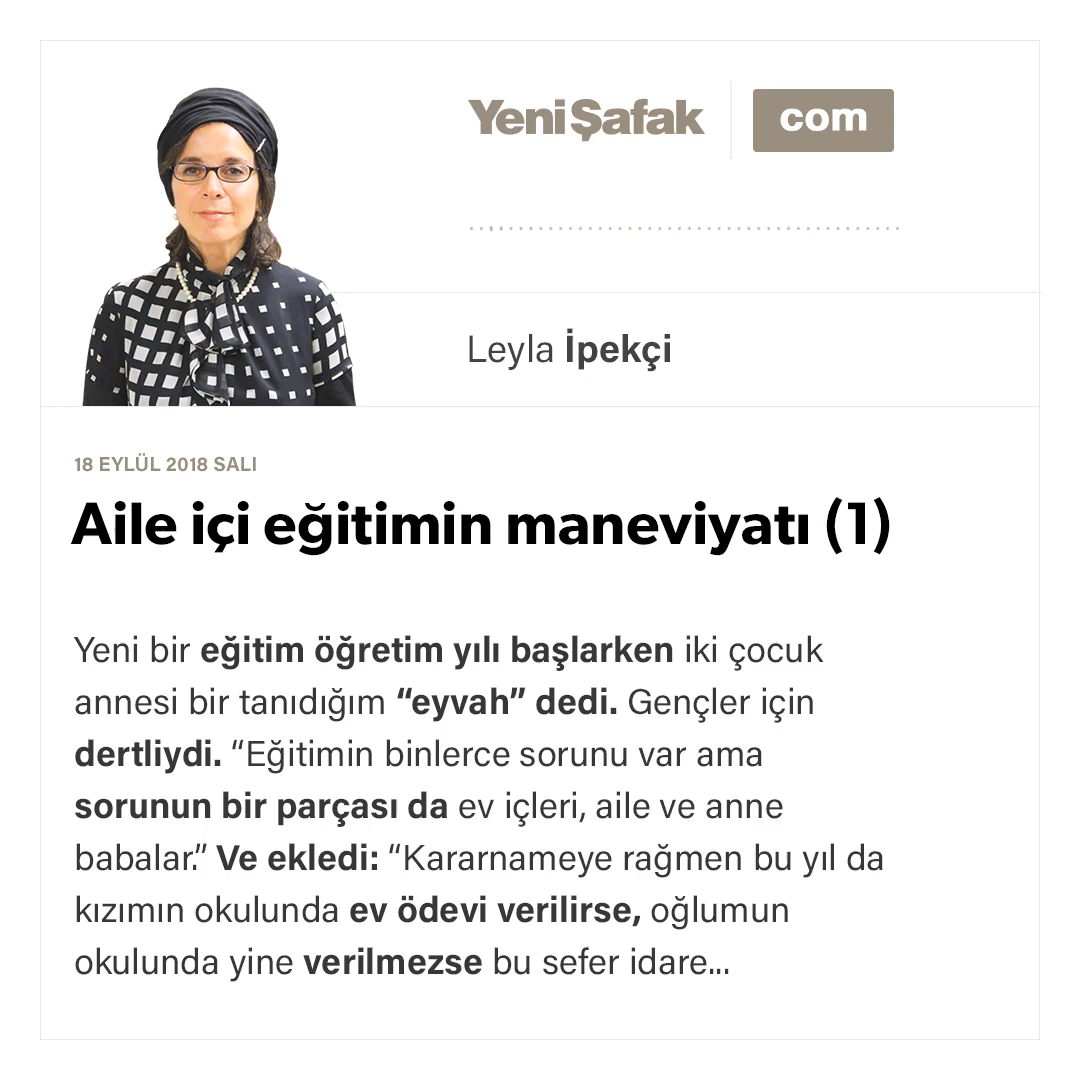 YeniŞafak com
Leyla İpekçi
18 EYLÜL 2018 SALI
Aile içi eğitimin maneviyatı (1)
Yeni bir eğitim öğretim yılı başlarken iki çocuk
annesi bir tanıdığım “eyvah” dedi. Gençler için
dertliydi. “Eğitimin binlerce sorunu var ama
sorunun bir parçası da ev içleri, aile ve anne
babalar.” Ve ekledi: “Kararnameye rağmen bu yıl da
kızımın okulunda ev ödevi verilirse, oğlumun
okulunda yine verilmezse bu sefer idare...